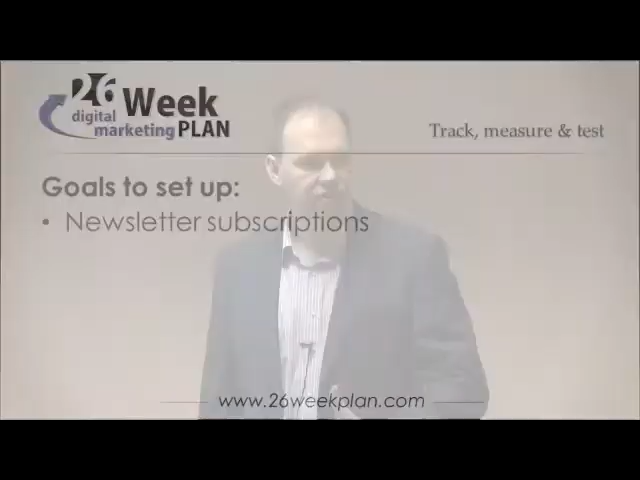 26 Week
digital
marketing PLAN
Track, measure & test
Goals to set up:
• Newsletter subscriptions
www.26weekplan.com